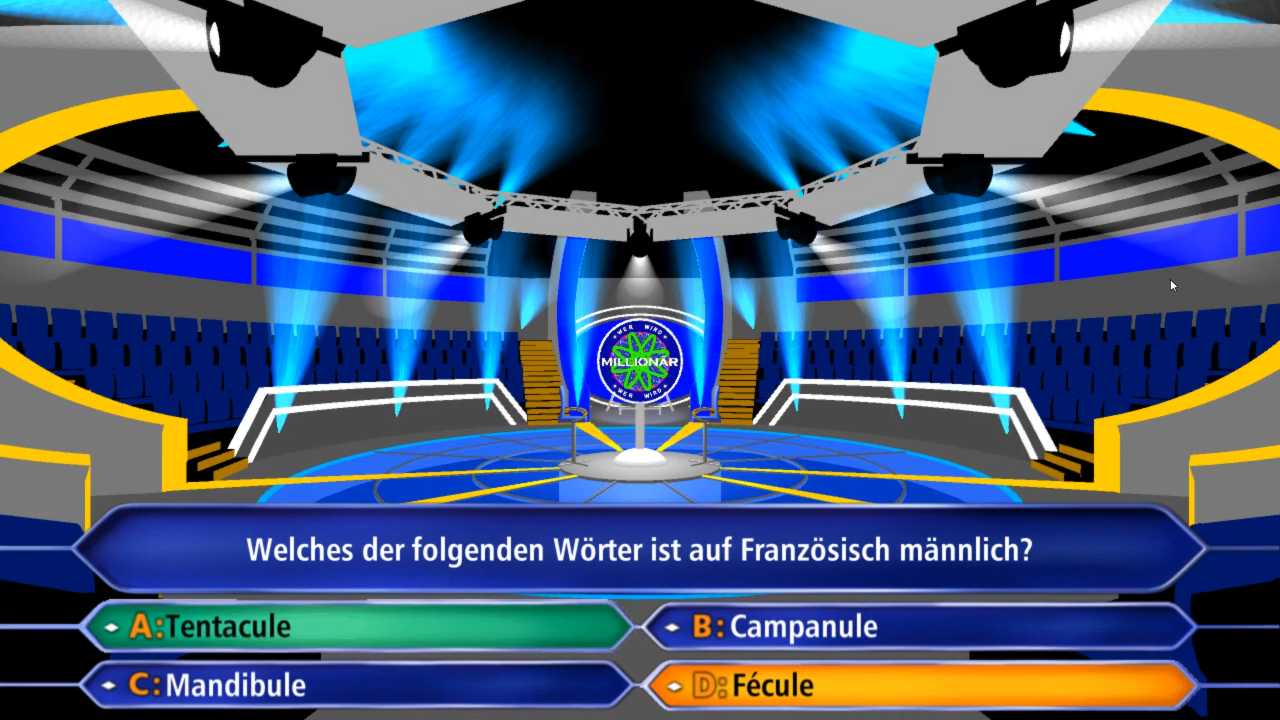 WER WIRD
MILLIONÄR
WER WIRD
Welches der folgenden Wörter ist auf Französisch männlich?
A: Tentacule
B: Campanule
C: Mandibule
D: Fécule